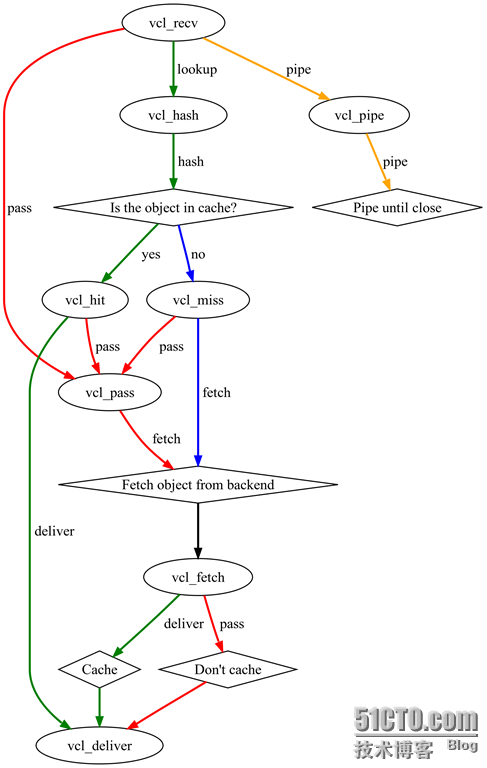 vcl_recv
lookup
pipe
vcl_hash
vcl_pipe
hash
pipe
pass
Is the object in cache?
Pipe until close
yes
no
vcl_hit
vcl_miss
pass
pass
vcl_pass
fetch
fetch
Fetch object from backend
deliver
vcl_fetch
deliver
pass
Cache
Don't cache
vcl_deliver
51CTO.com
技术博客 Blog